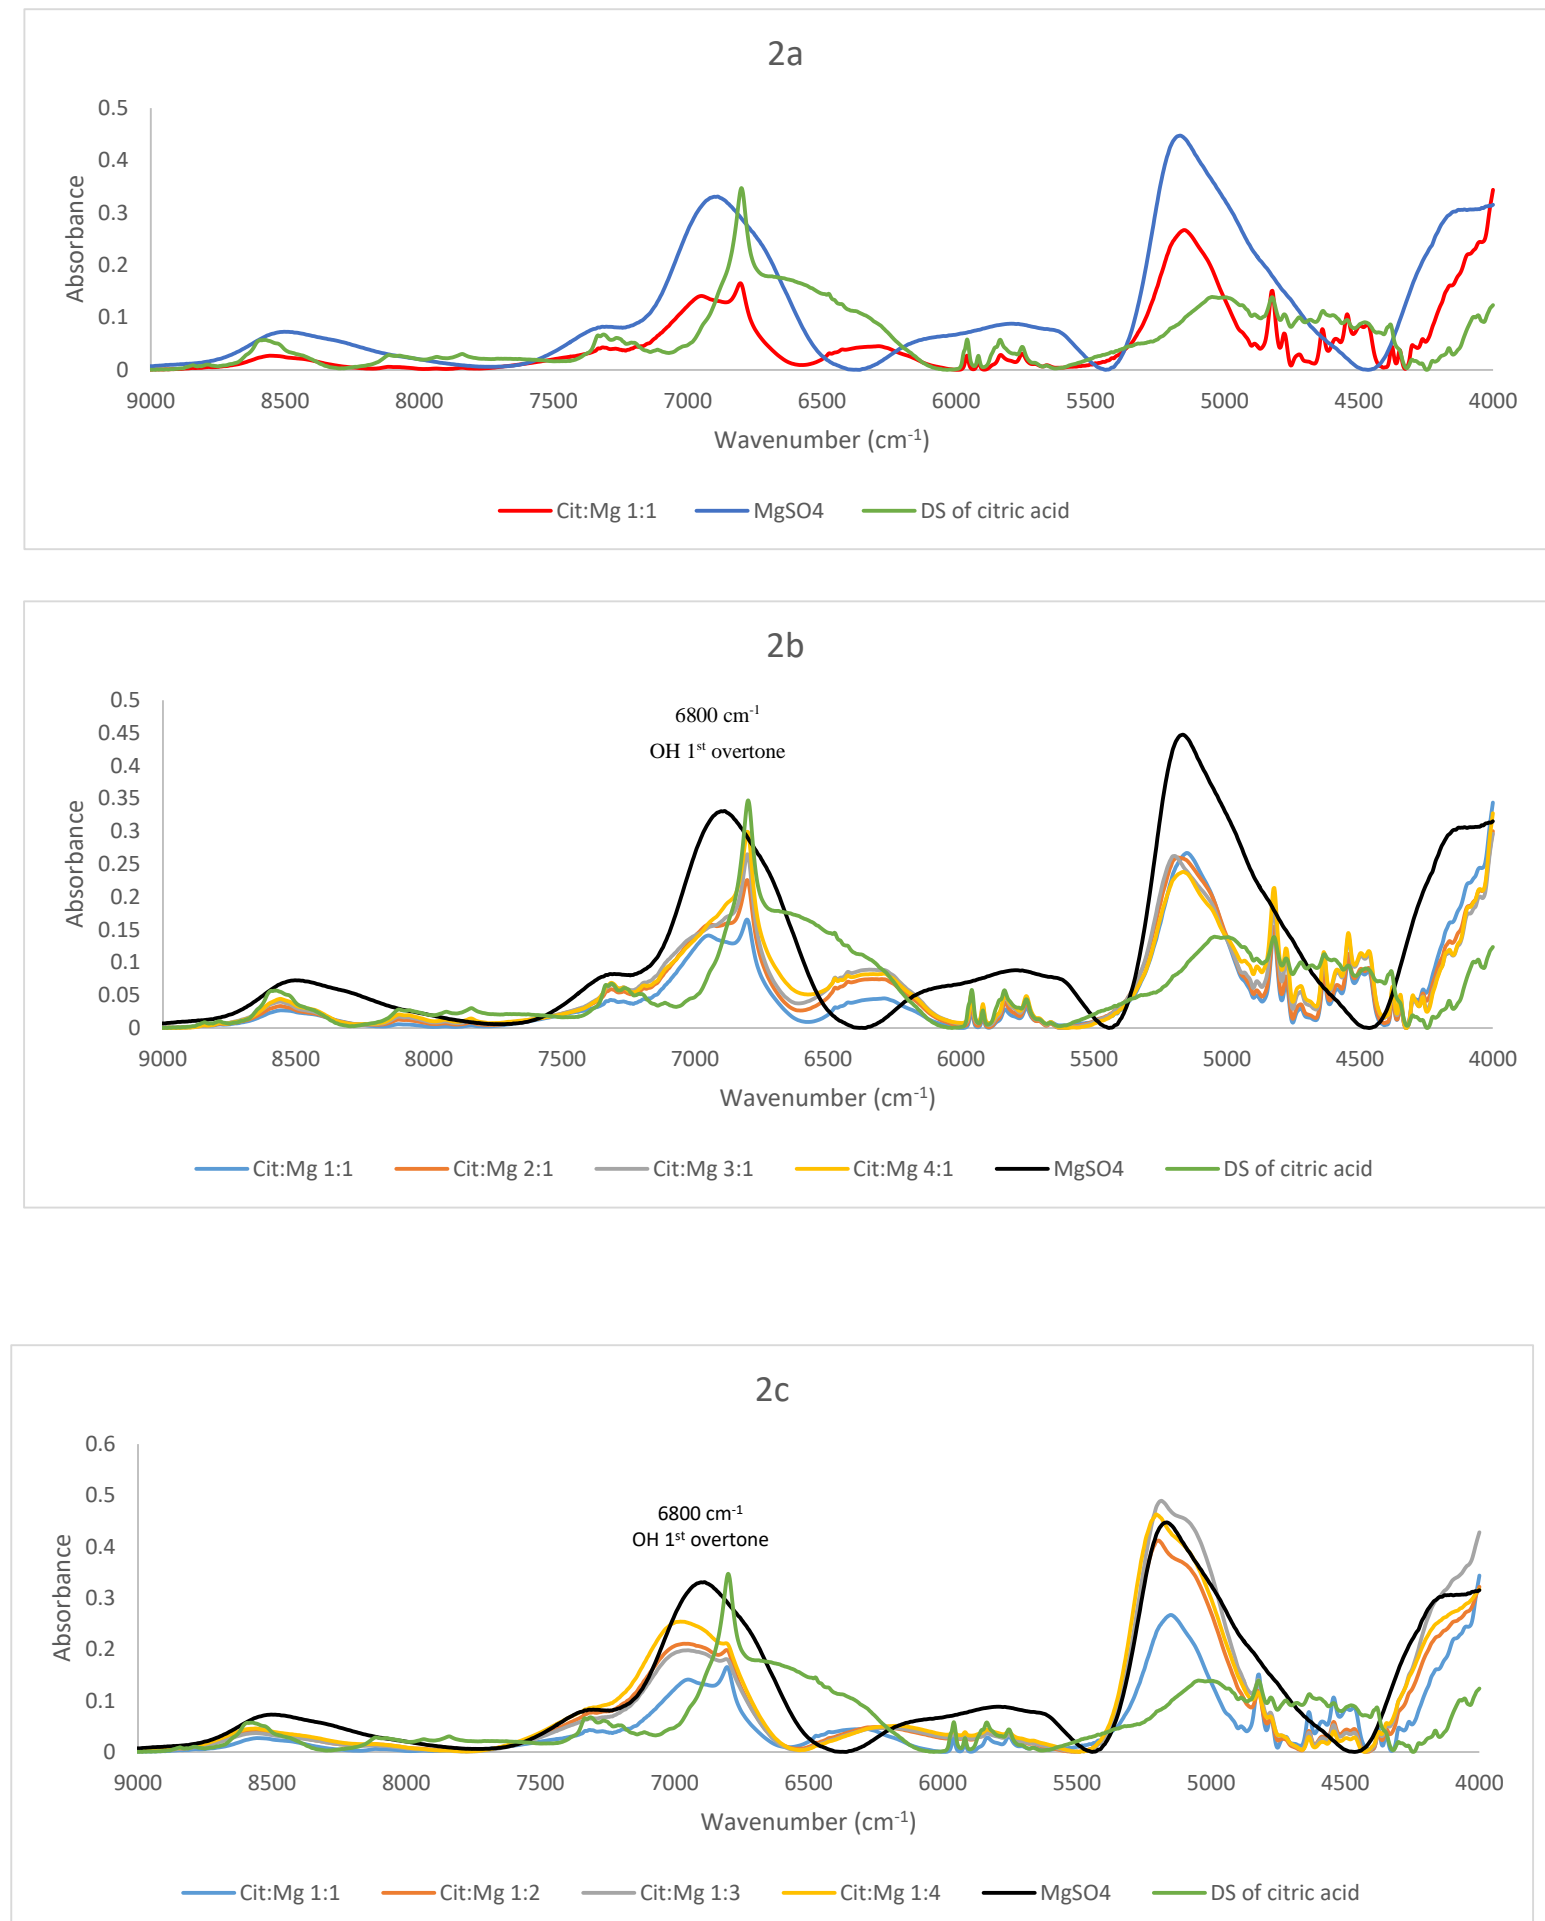 2a
0.5
0.4
0.3
0.2
0.1
0
Absorbance
9000 8500 8000 7500 7000 6500 6000 5500 5000 4500 4000
Wavenumber (cm-1)
Cit:Mg 1:1 MgSO4 DS of citric acid
2b
0.5
0.45
0.4
0.35
0.3
0.25
0.2
0.15
0.1
0.05
0
Absorbance
6800 cm-1
OH 1st overtone
9000 8500 8000 7500 7000 6500 6000 5500 5000 4500 4000
Wavenumber (cm-1)
Cit:Mg 1:1 Cit:Mg 2:1 Cit:Mg 3:1 Cit:Mg 4:1 MgSO4 DS of citric acid
2c
0.6
0.5
0.4
0.3
0.2
0.1
0
Absorbance
6800 cm-1
OH 1st overtone
9000 8500 8000 7500 7000 6500 6000 5500 5000 4500 4000
Wavenumber (cm-1)
Cit:Mg 1:1 Cit:Mg 1:2 Cit:Mg 1:3 Cit:Mg 1:4 MgSO4 DS of citric acid